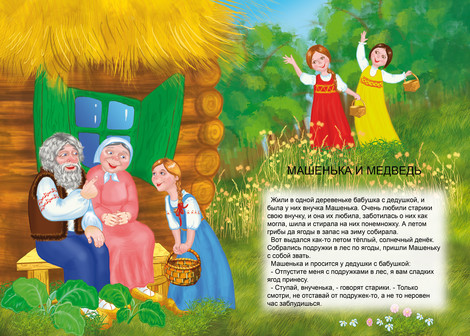 МАШЕНЬКА И МЕДВЕДЬ
Жили в одной деревеньке бабушка с дедушкой, и
была у них внучка Машенька. Очень любили старики
свою внучку, и она их любила, заботилась о них как
могла, шила и стирала на них понемножку. А летом
грибы да ягоды в запас на зиму собирала.
Вот выдался как-то летом тёплый, солнечный денёк.
Собрались подружки в лес по ягоды, пришли Машеньку
с собой звать.
Машенька и просится у дедушки с бабушкой:
- Отпустите меня с подружками в лес, я вам сладких
ягод принесу.
- Ступай, внученька, - говорят старики. - Только
смотри, не отставай от подружек-то, а не то неровен
час заблудишься.